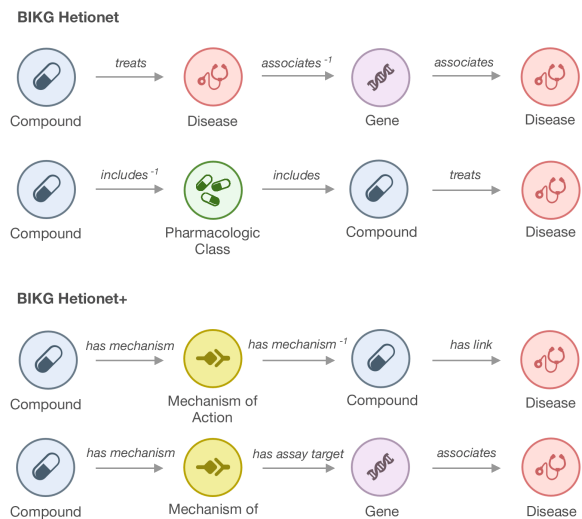 BIKG Hetionet
treats associates -1 associates
Compound Disease Gene Disease
includes -1 includes treats
Compound Pharmacologic Class Compound Disease
BIKG Hetionet+
has mechanism has mechanism -1 has link
Compound Mechanism of Action Compound Disease
has mechanism has assay target associates
Compound Mechanism of Gene Disease